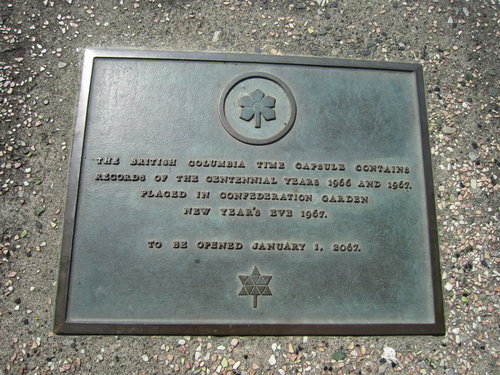 THE BRITISH COLUMBIA TIME CAPSULE CONTAINS
RECORDS OF THE CENTENNIAL YEARS 1966 AND 1967.
PLACED IN CONFEDERATION GARDEN
NEW YEAR'S EVE 1967.
TO BE OPENED JANUARY 1, 2067.